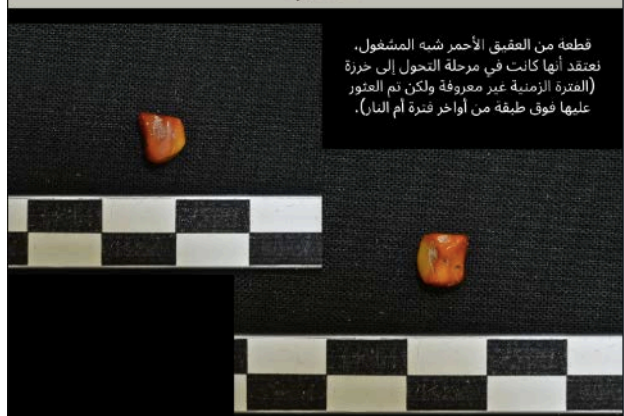 قطعة من العقيق الأحمر شبه المشغول،
نعتقد أنها كانت في مرحلة التحول إلى خرزة
(الفترة الزمنية غير معروفة ولكن تم العثور
عليها فوق طبقة من أواخر فترة أم النار).